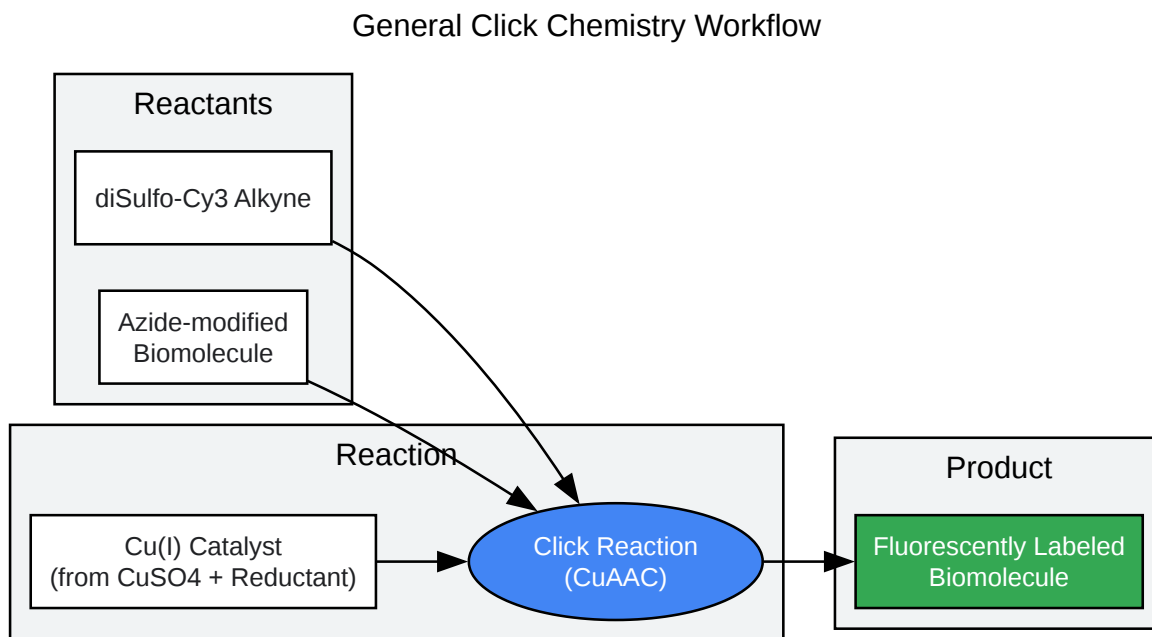 General Click Chemistry Workflow
Reactants
diSulfo-Cy3 Alkyne
Azide-modified
Biomolecule
Reaction
Cu(I) Catalyst
(from CuSO4 + Reductant)
Click Reaction
(CuAAC)
Product
Fluorescently Labeled
Biomolecule